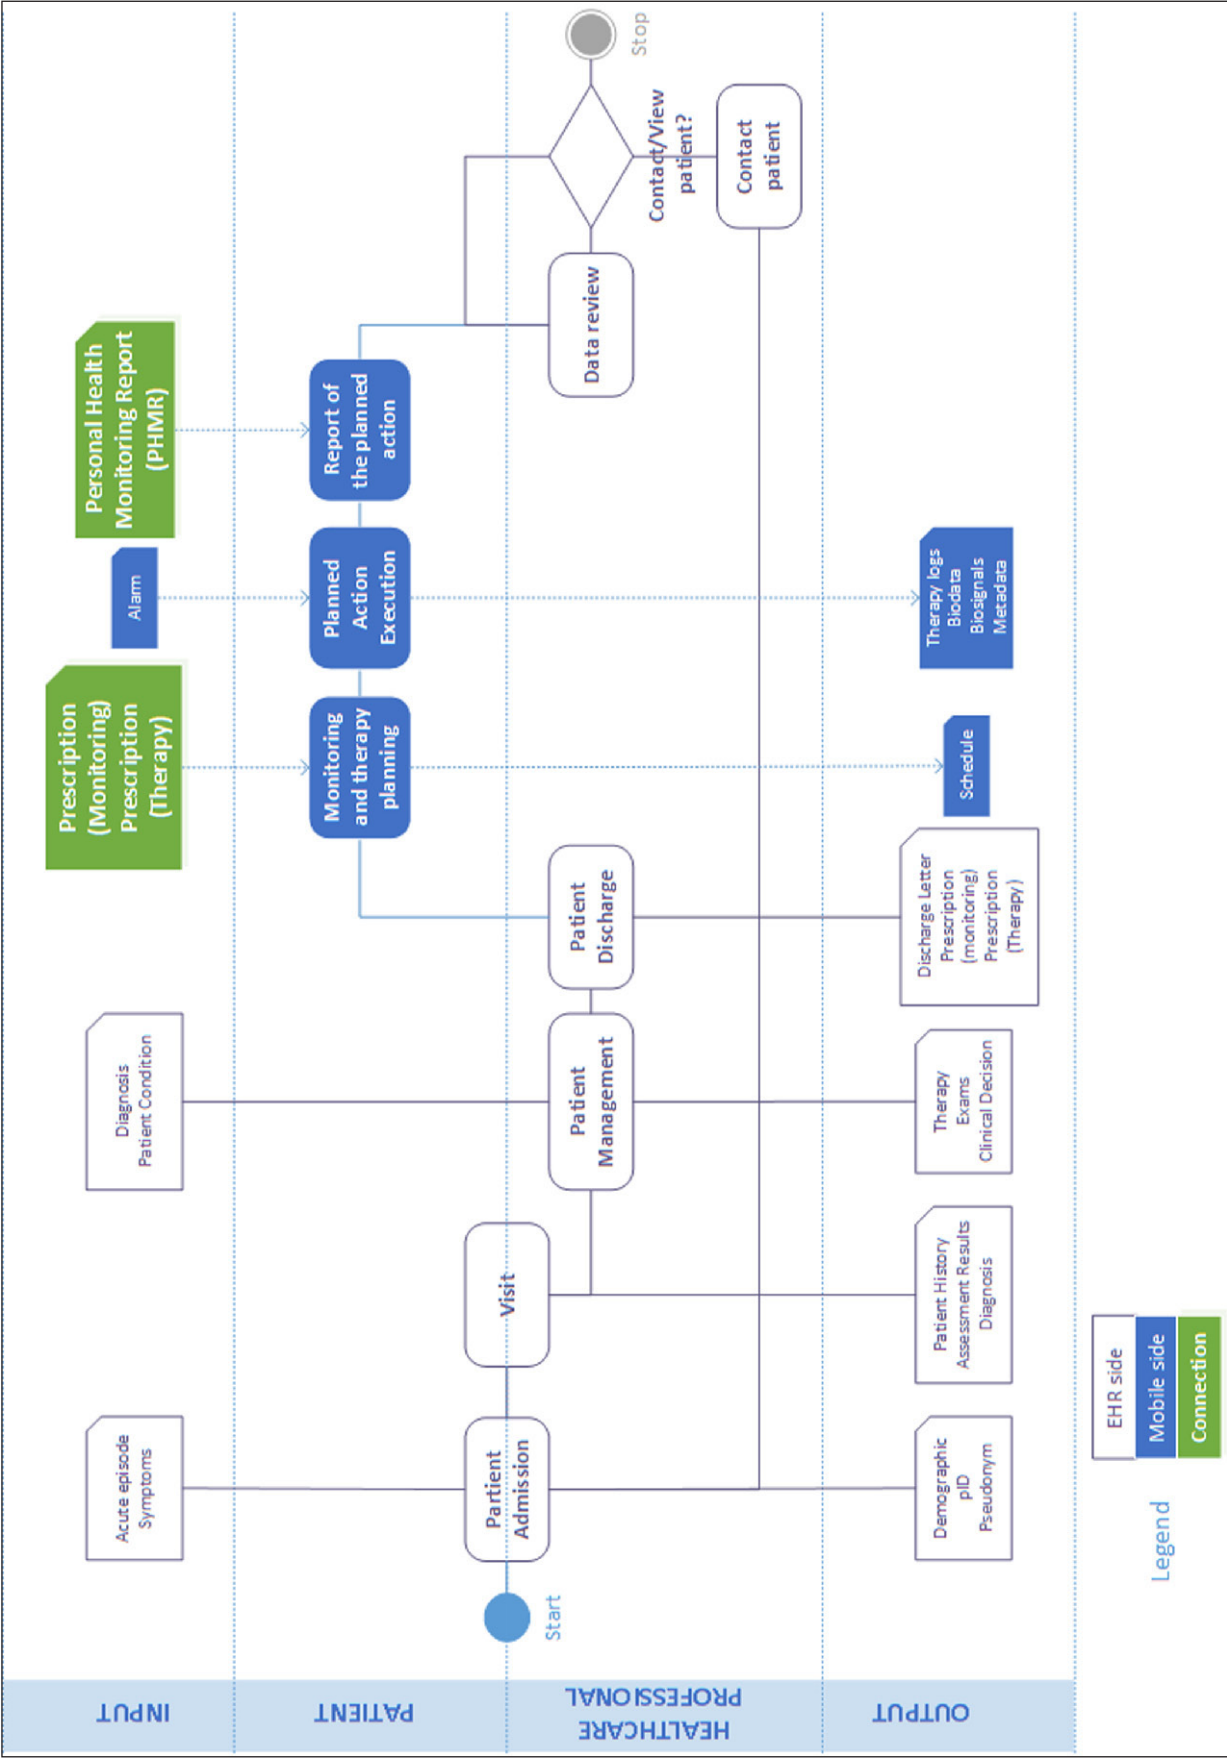 INPUT
PATIENT
HEALTHCARE
PROFESSIONAL
OUTPUT
Acute episode
Symptoms
Diagnosis
Patient Condition
Prescription
(Monitoring)
Prescription
(Therapy)
Alarm
Personal Health
Monitoring Report
(PHMR)
Monitoring
and therapy
planning
Planned
Action
Execution
Report of
the planned
action
Start
Partient
Admission
Visit
Patient
Management
Patient
Discharge
Data review
Contact/View
patient?
Stop
Contact
patient
Demographic
pID
Pseudonym
Patient History
Assessment Results
Diagnosis
Therapy
Exams
Clinical Decision
Discharge Letter
Prescription
(monitoring)
Prescription
(Therapy)
Schedule
Therapy logs
Biodata
Biosignals
Metadata
Legend
EHR side
Mobile side
Connection